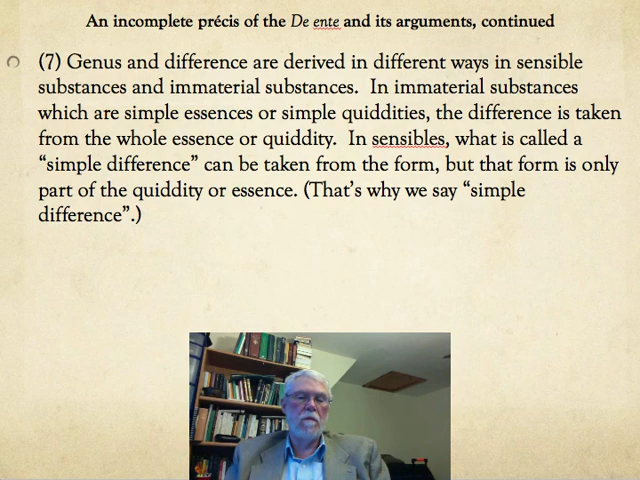 An incomplete précis of the De ente and its arguments, continued
(7) Genus and difference are derived in different ways in sensible
substances and immaterial substances.  In immaterial substances
which are simple essences or simple quiddities, the difference is taken
from the whole essence or quiddity.  In sensibles, what is called a
“simple difference” can be taken from the form, but that form is only
part of the quiddity or essence. (That’s why we say “simple
difference”.)